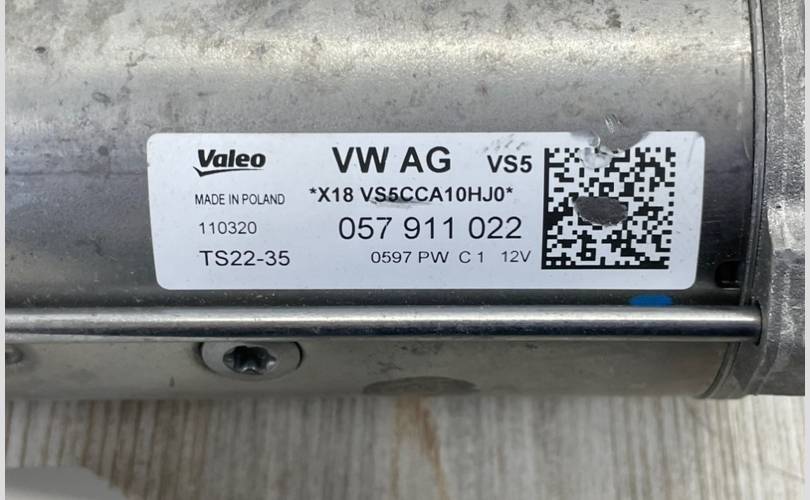 Valeo VW AG VS5
MADE IN POLAND *X18 VS5CCA10HJ0*
110320 057 911 022
TS22-35 0597 PW C 1 12V